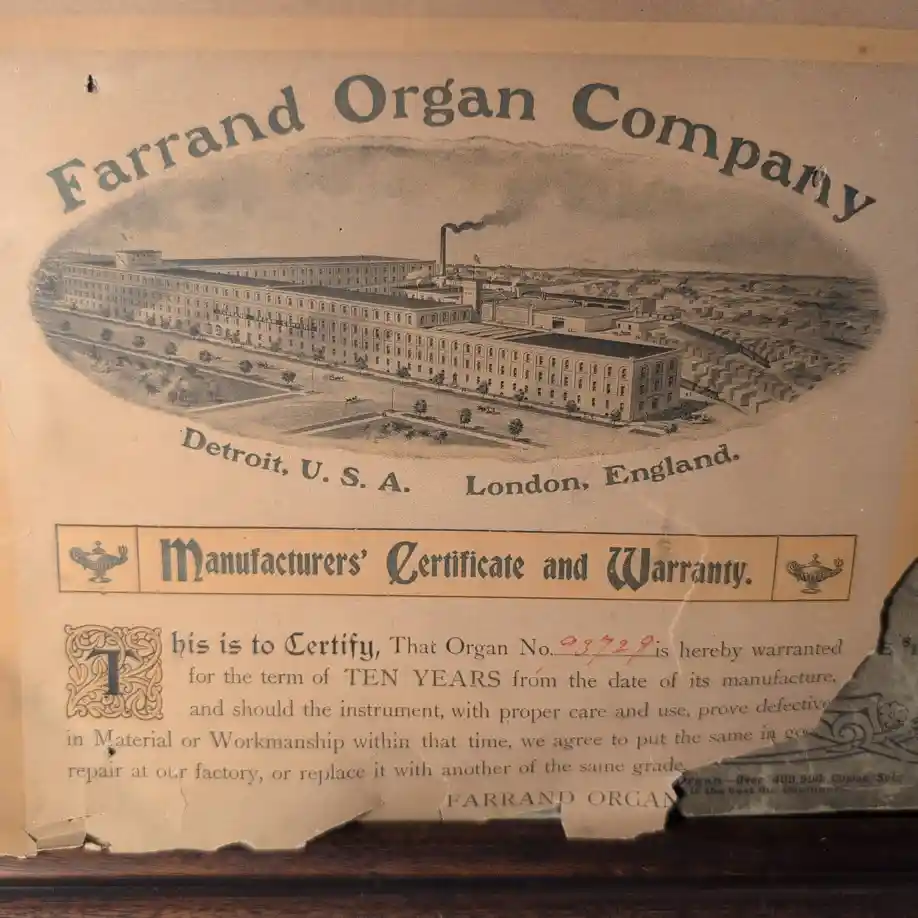 Farrand Organ Company
Detroit, U. S. A. London, England.
Manufacturers' Certificate and Warranty.
This is to Certify, That Organ No. 93729 is hereby warranted
for the term of TEN YEARS from the date of its manufacture,
and should the instrument, with proper care and use, prove defective
in Material or Workmanship within that time, we agree to put the same in
repair at our factory, or replace it with another of the same grade.
FARRAND ORGAN